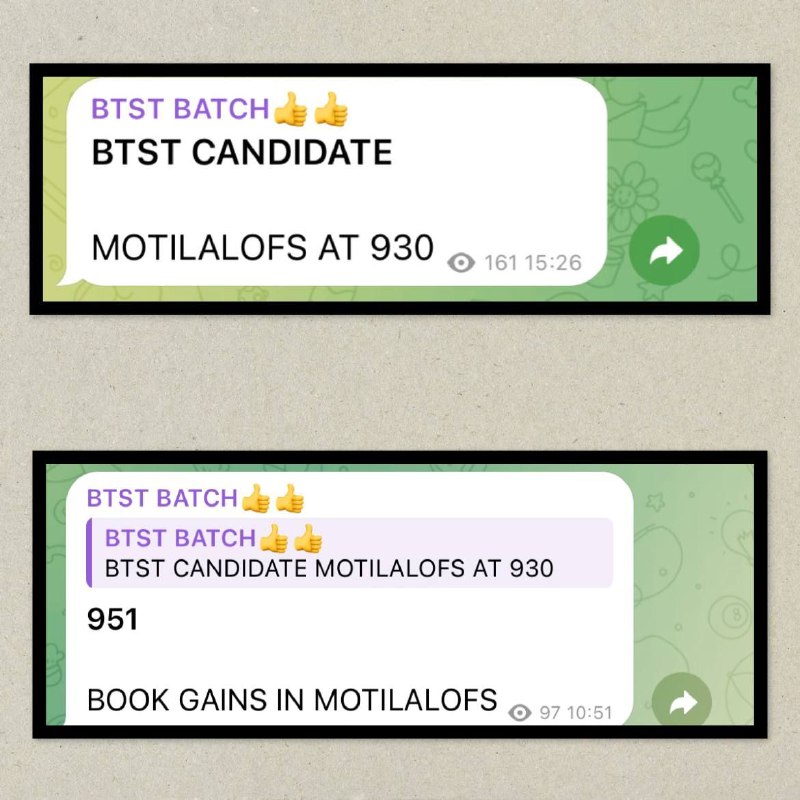 BTST BATCH👍👍
BTST CANDIDATE
MOTILALOFS AT 930
161 15:26
BTST BATCH👍👍
BTST BATCH👍👍
BTST CANDIDATE MOTILALOFS AT 930
951
BOOK GAINS IN MOTILALOFS
97 10:51